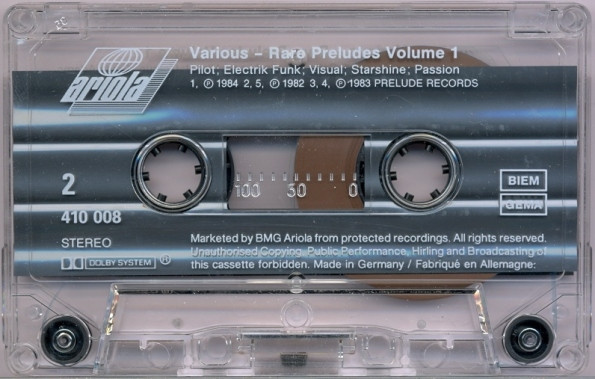 ariola
Various – Rare Preludes Volume 1
Pilot; Electrik Funk; Visual; Starshine; Passion
1, ℗ 1984 2, 5, ℗ 1982 3, 4, ℗ 1983 PRELUDE RECORDS
2
410 008
STEREO
DOLBY SYSTEM ®
100 50 0
BIEM
GEMA
Marketed by BMG Ariola from protected recordings. All rights reserved.
Unauthorised Copying, Public Performance, Hirling and Broadcasting of
this cassette forbidden. Made in Germany / Fabriqué en Allemagne: